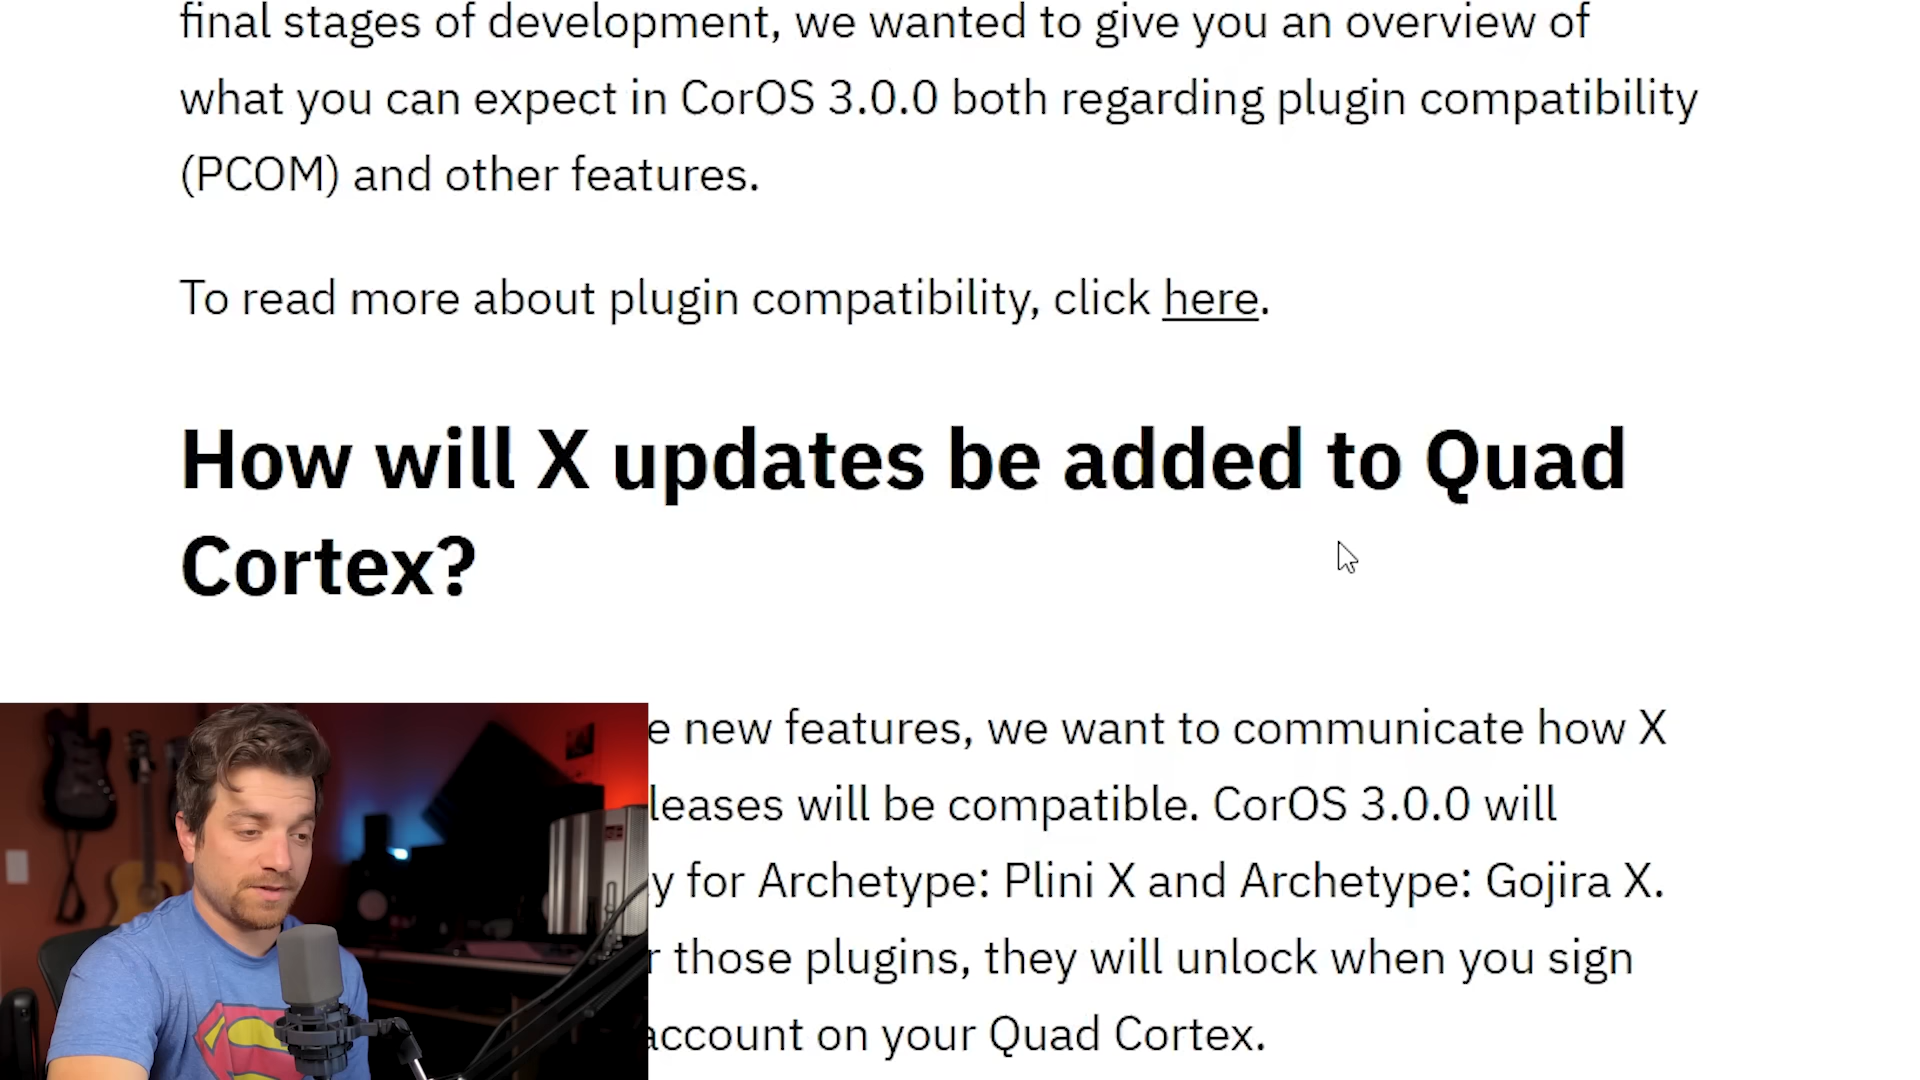 final stages of development, we wanted to give you an overview of
what you can expect in CorOS 3.0.0 both regarding plugin compatibility
(PCOM) and other features.
To read more about plugin compatibility, click here.
How will X updates be added to Quad
Cortex?
e new features, we want to communicate how X
leases will be compatible. CorOS 3.0.0 will
y for Archetype: Plini X and Archetype: Gojira X.
r those plugins, they will unlock when you sign
account on your Quad Cortex.